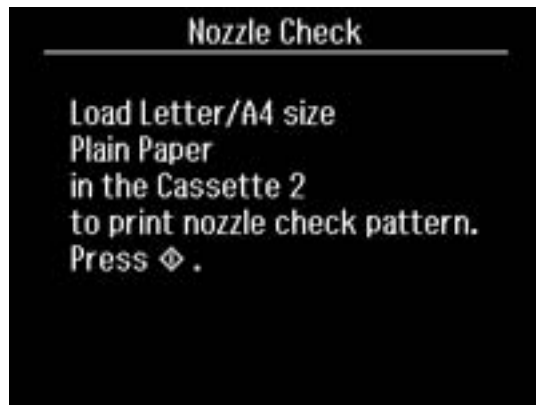 Nozzle Check
Load Letter/A4 size
Plain Paper
in the Cassette 2
to print nozzle check pattern.
Press ⟐ .